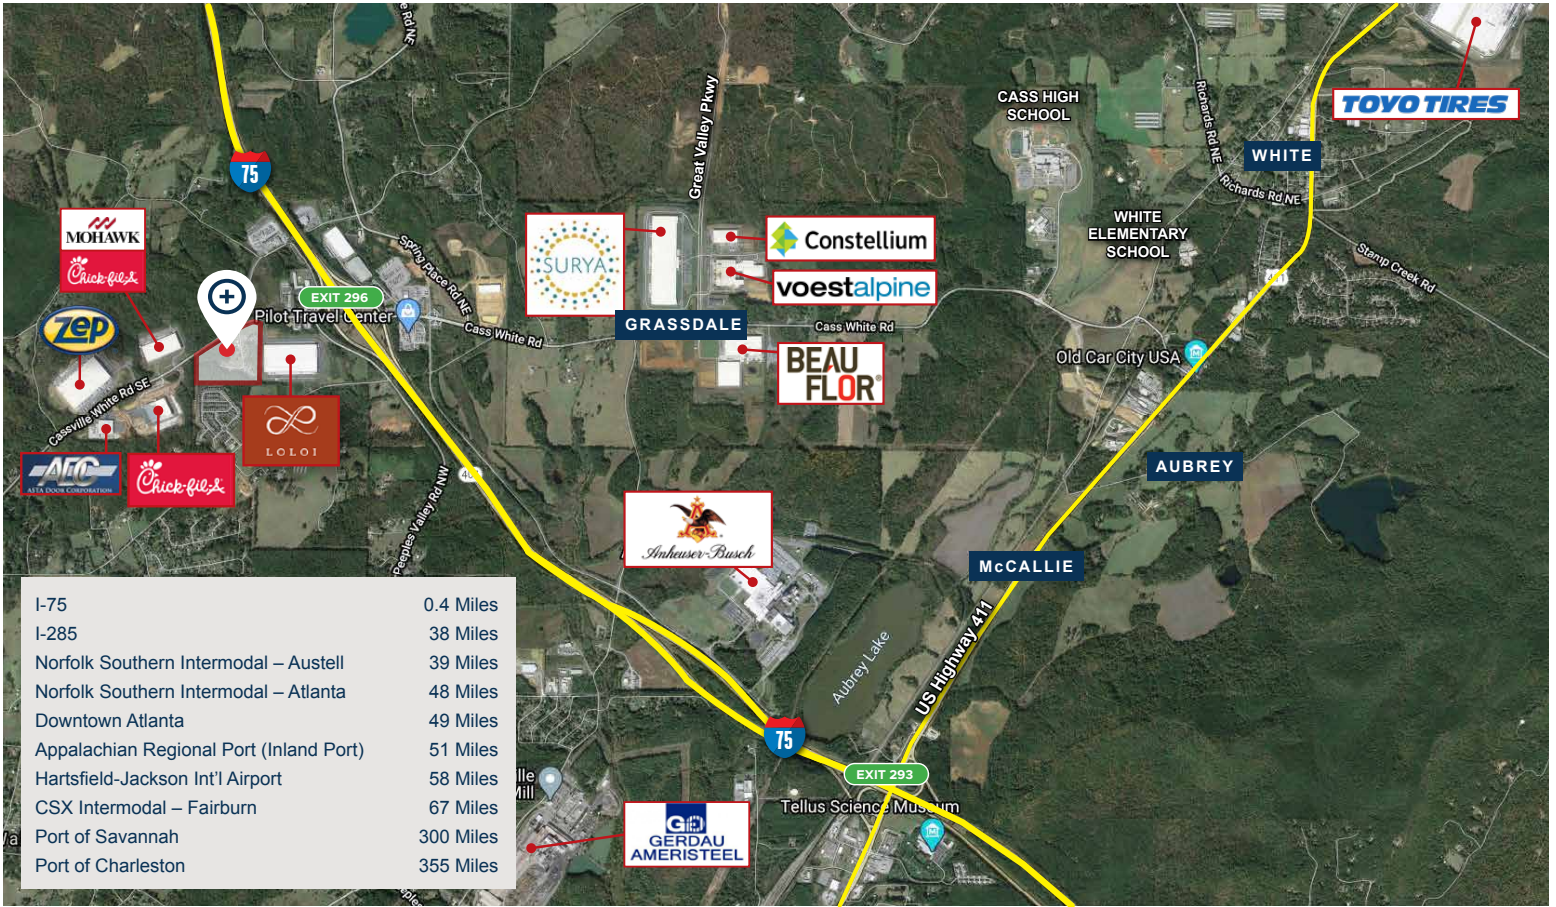 Great Valley Pkwy
CASS HIGH
SCHOOL
Richards Rd NE
TOYO TIRES
WHITE
75
Richards Rd NE
MOHAWK
Chick-fil-A
WHITE
ELEMENTARY
SCHOOL
Spring Place Rd NE
SURYA
Constellium
voestalpine
Stamp Creek Rd
EXIT 296
Pilot Travel Center
Zep
Cass White Rd
GRASSDALE
Cass White Rd
BEAU
FLOR®
Old Car City USA
Cassville White Rd SE
LOLOI
ADC
ASTA DOOR CORPORATION
Chick-fil-A
Peeples Valley Rd NW
AUBREY
Anheuser-Busch
McCALLIE
US Highway 411
Aubrey Lake
I-75 0.4 Miles
I-285 38 Miles
Norfolk Southern Intermodal – Austell 39 Miles
Norfolk Southern Intermodal – Atlanta 48 Miles
Downtown Atlanta 49 Miles
Appalachian Regional Port (Inland Port) 51 Miles
Hartsfield-Jackson Int'l Airport 58 Miles
CSX Intermodal – Fairburn 67 Miles
Port of Savannah 300 Miles
Port of Charleston 355 Miles
75
EXIT 293
Tellus Science Museum
GERDAU
AMERISTEEL